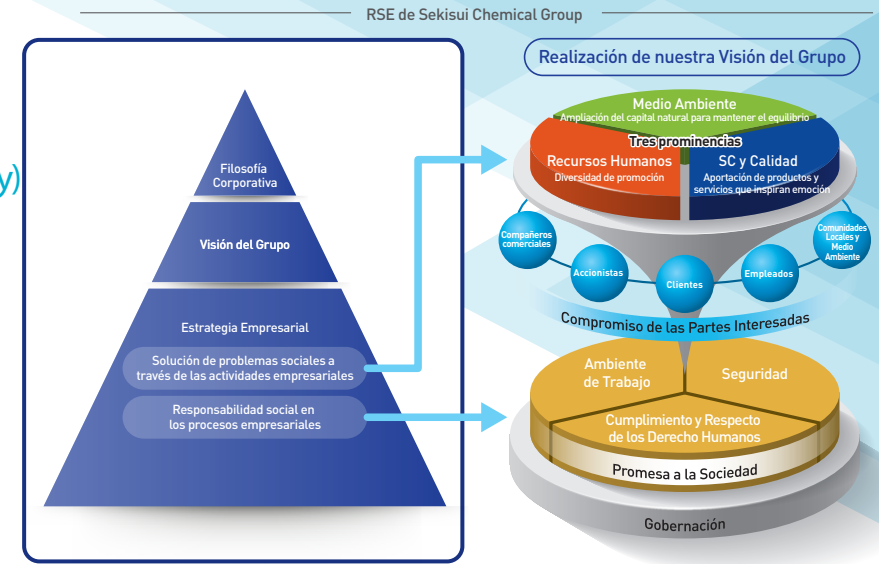 RSE de Sekisui Chemical Group
y)
Filosofía
Corporativa
Visión del Grupo
Estrategia Empresarial
Solución de problemas sociales a
través de las actividades empresariales
Responsabilidad social en
los procesos empresariales
Realización de nuestra Visión del Grupo
Medio Ambiente
Ampliación del capital natural para mantener el equilibrio
Tres prominencias
Recursos Humanos
Diversidad de promoción
SC y Calidad
Aportación de productos y
servicios que inspiran emoción
Compañeros
comerciales
Accionistas
Clientes
Empleados
Comunidades
Locales y
Medio
Ambiente
Compromiso de las Partes Interesadas
Ambiente
de Trabajo
Seguridad
Cumplimiento y Respecto
de los Derecho Humanos
Promesa a la Sociedad
Gobernación